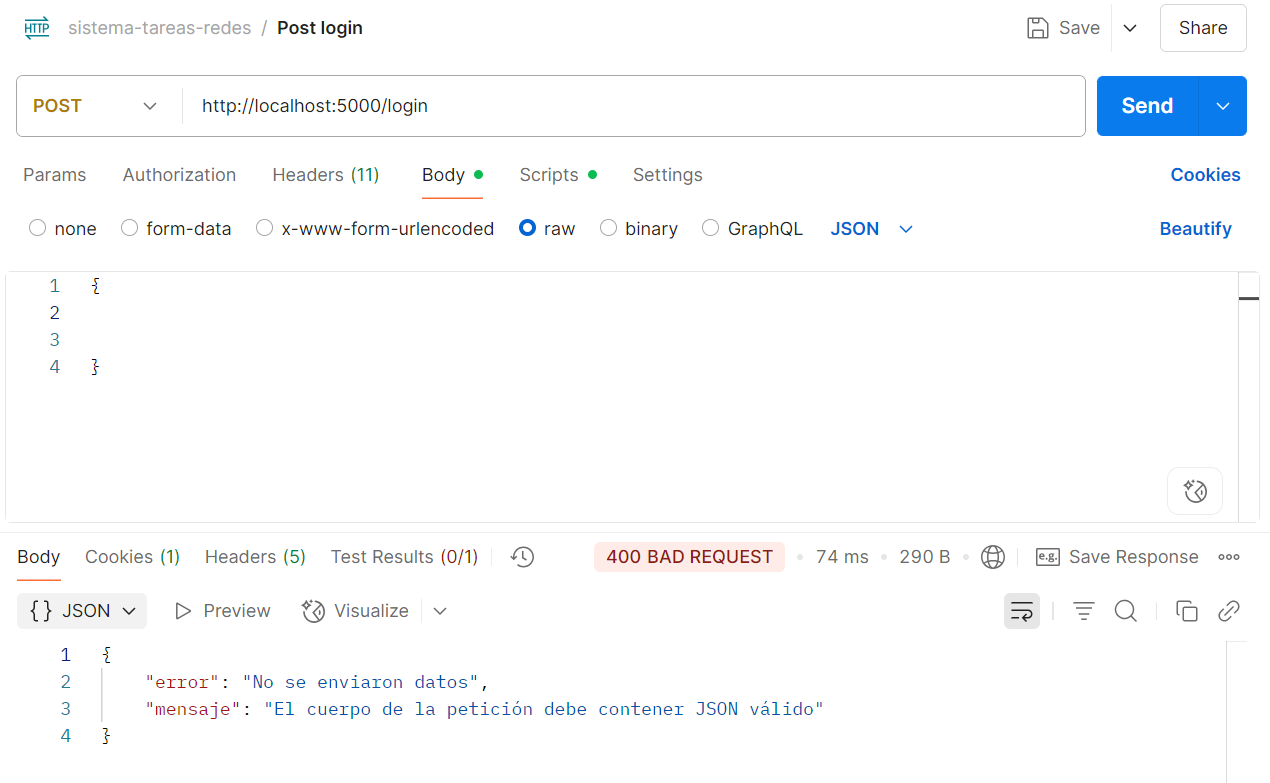 HTTP sistema-tareas-redes / Post login Save Share
POST http://localhost:5000/login Send
Params Authorization Headers (11) Body Scripts Settings Cookies
none form-data x-www-form-urlencoded raw binary GraphQL JSON Beautify
1 {
2
3
4 }
Body Cookies (1) Headers (5) Test Results (0/1) 400 BAD REQUEST 74 ms 290 B e.g. Save Response
{} JSON Preview Visualize
1 {
2 "error": "No se enviaron datos",
3 "mensaje": "El cuerpo de la petición debe contener JSON válido"
4 }